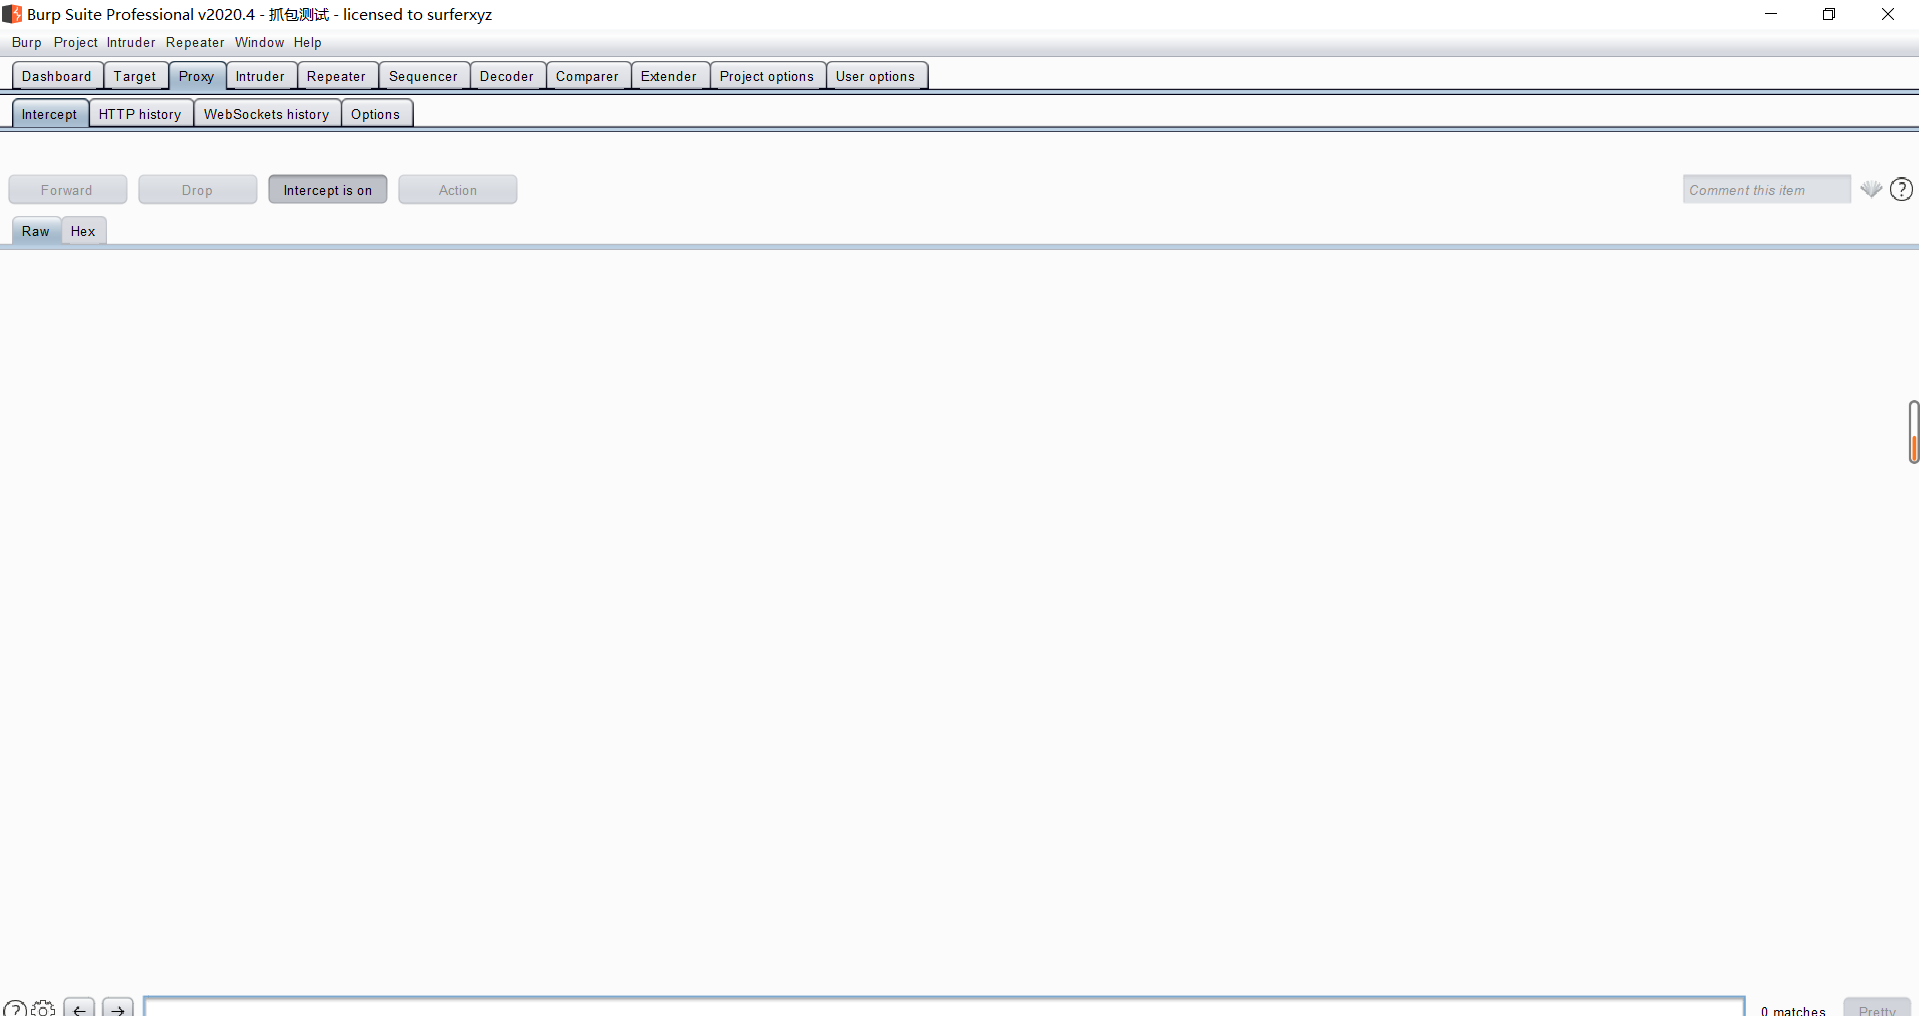 Burp Suite Professional v2020.4 - 抓包测试 - licensed to surferxyz
Burp Project Intruder Repeater Window Help
Dashboard Target Proxy Intruder Repeater Sequencer Decoder Comparer Extender Project options User options
Intercept HTTP history WebSockets history Options
Forward Drop Intercept is on Action Comment this item ?
Raw Hex
? ← → 0 matches Pretty